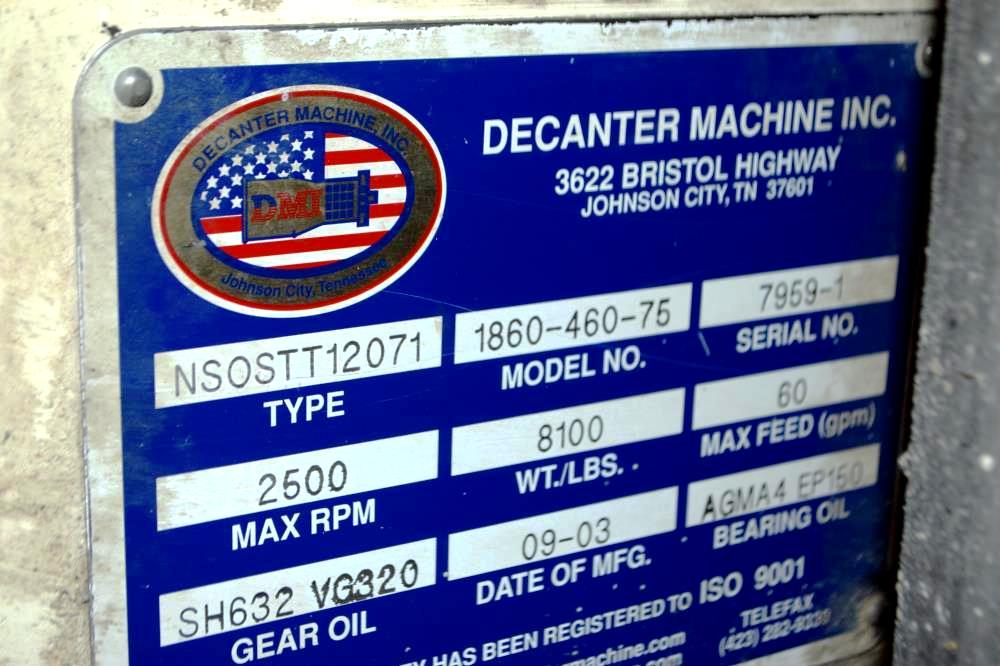 DECANTER MACHINE, INC.
DMI
Johnson City, Tennessee
DECANTER MACHINE INC.
3622 BRISTOL HIGHWAY
JOHNSON CITY, TN 37601
NSOSTT12071 1860-460-75 7959-1
TYPE MODEL NO. SERIAL NO.
2500 8100 60
MAX RPM WT./LBS. MAX FEED (gpm)
SH632 VG320 09-03 AGMA4 EP150
GEAR OIL DATE OF MFG. BEARING OIL
HAS BEEN REGISTERED TO ISO 9001
TELEFAX
(423)